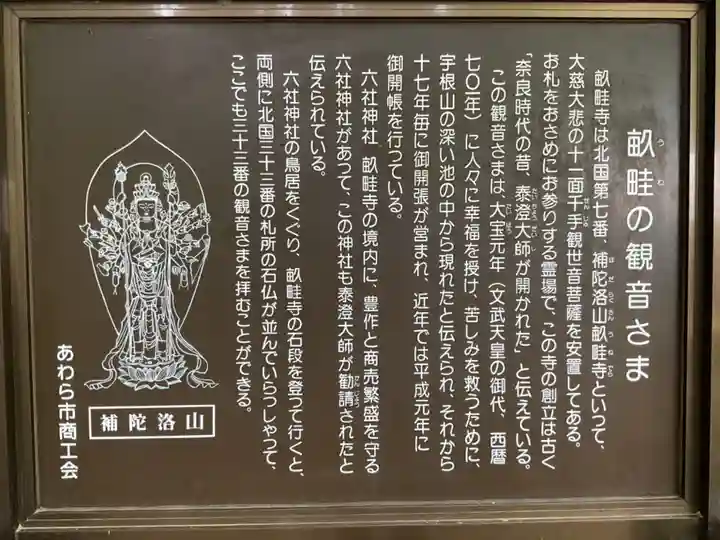 畝畦の観音さま
うむ
畝畦寺は北国第七番、補陀洛山畝畦寺といって、
大慈大悲の十一面千手観世音菩薩を安置してある。
お札をおさめにお参りする霊場で、この寺の創立は古く
「奈良時代の昔、泰澄大師が開かれた」と伝えている。
この観音さまは、大宝元年（文武天皇の御代、西暦
七〇一年）に人々に幸福を授け、苦しみを救うために、
宇根山の深い池の中から現れたと伝えられ、それから
十七年毎に御開張が営まれ、近年では平成元年に
御開帳を行っている。
六社神社 畝畦寺の境内に、豊作と商売繁盛を守る
六社神社があって、この神社も泰澄大師が勧請されたと
伝えられている。
六社神社の鳥居をくぐり、畝畦寺の石段を登って行くと、
両側に北国三十三番の札所の石仏が並んでいらっしゃって、
ここでも三十三番の観音さまを拝むことができる。
補陀洛山
あわら市商工会